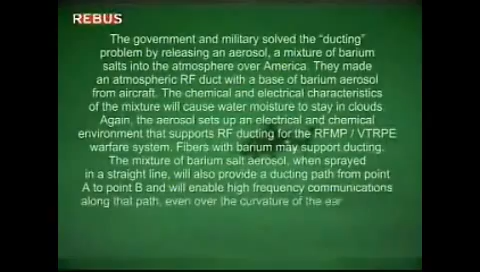 REBUS
The government and military solved the "ducting"
problem by releasing an aerosol, a mixture of barium
salts into the atmosphere over America. They made
an atmospheric RF duct with a base of barium aerosol
from aircraft. The chemical and electrical characteristics
of the mixture will cause water moisture to stay in clouds.
Again, the aerosol sets up an electrical and chemical
environment that supports RF ducting for the RFMP / VTRPE
warfare system. Fibers with barium may support ducting.
The mixture of barium salt aerosol, when sprayed
in a straight line, will also provide a ducting path from point
A to point B and will enable high frequency communications
along that path, even over the curvature of the ear